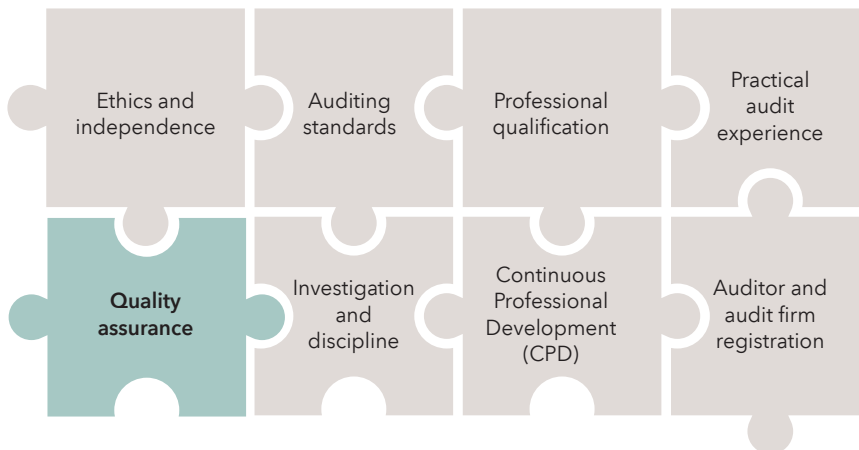 Ethics and
independence
Auditing
standards
Professional
qualification
Practical
audit
experience
Quality
assurance
Investigation
and
discipline
Continuous
Professional
Development
(CPD)
Auditor and
audit firm
registration